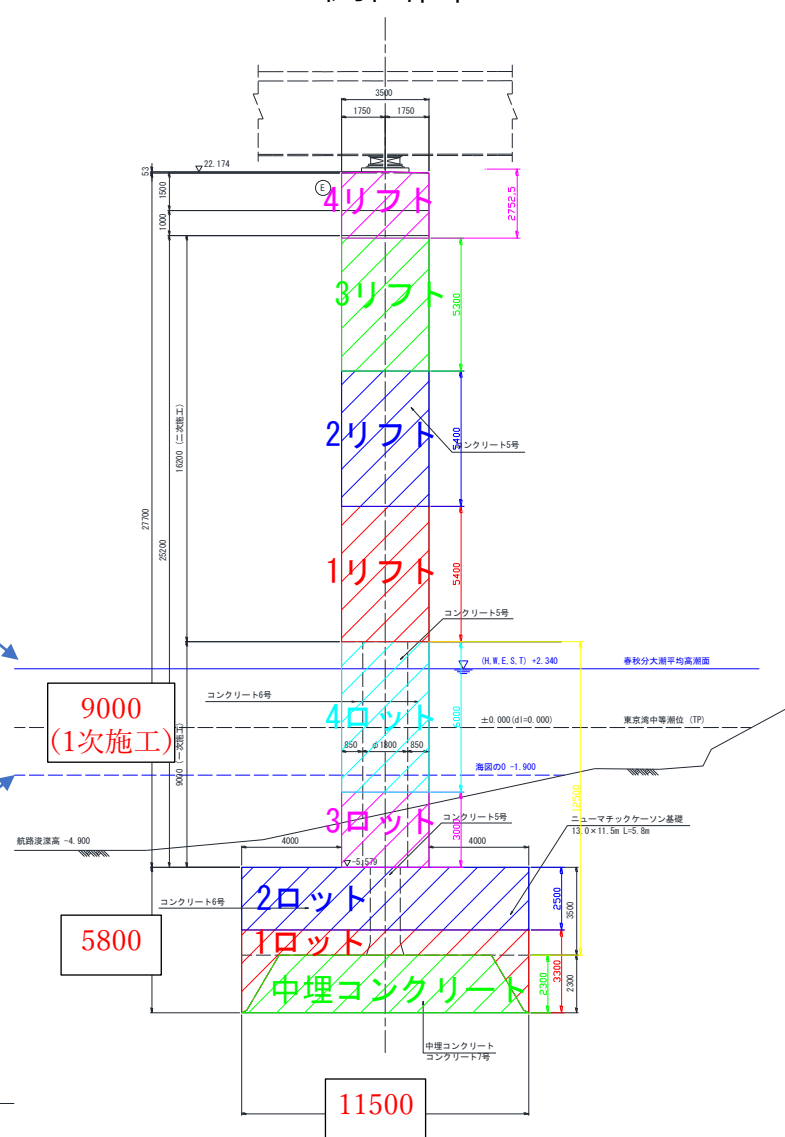 3500
1750
1750
53
22.174
E
4リフト
2752,5
1500
1000
3リフト
5300
16200 (二次施工)
2リフト
5400
コンクリート5号
27700
25200
1リフト
5400
コンクリート5号
(H.W.E.S.T) +2.340
春秋分大潮平均高潮面
コンクリート6号
9000
(1次施工)
4ロット
6000
±0.000(dl=0.000)
東京湾中等潮位 (TP)
850
φ1800
850
9000 (一次施工)
海図の0 -1.900
12500
3ロット
3000
コンクリート5号
ニューマチックケーソン基礎
13.0×11.5m L=5.8m
航路浚渫高 -4.900
4000
4000
-5.579
コンクリート6号
2ロット
2500
3500
5800
1ロット
3300
中埋コンクリート
2300
2300
中埋コンクリート
コンクリート7号
11500